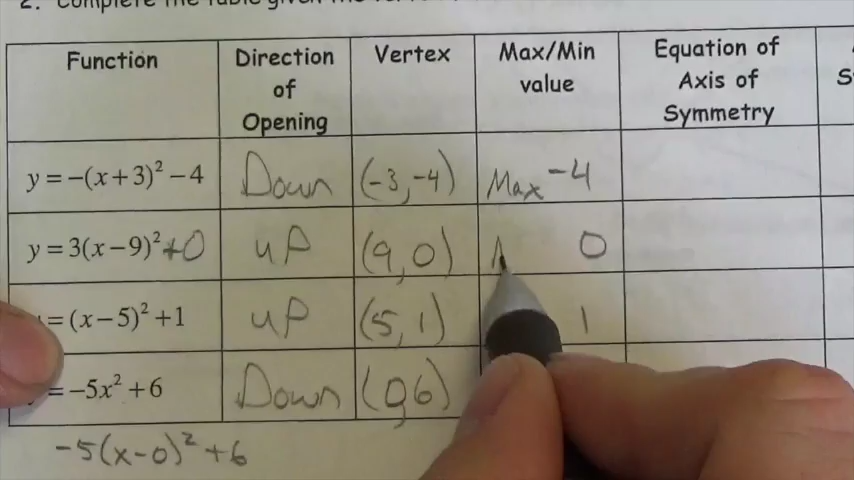 Function Direction of Opening Vertex Max/Min value Equation of Axis of Symmetry
y = -(x+3)² - 4 Down (-3,-4) Max -4
y = 3(x-9)² +0 up (9,0) 0
= (x-5)² + 1 up (5,1) 1
= -5x² + 6 Down (0,6)
-5(x-0)² + 6